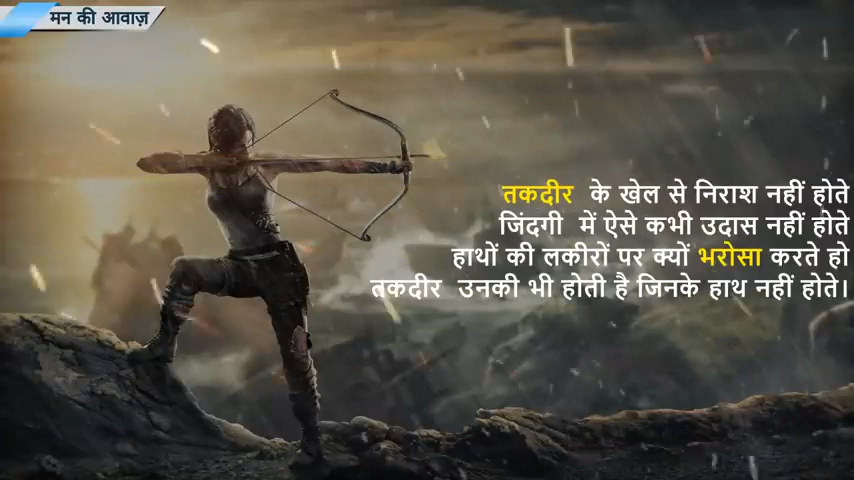 मन की आवाज़
तकदीर के खेल से निराश नहीं होते
जिंदगी में ऐसे कभी उदास नहीं होते
हाथों की लकीरों पर क्यों भरोसा करते हो
तकदीर उनकी भी होती है जिनके हाथ नहीं होते।